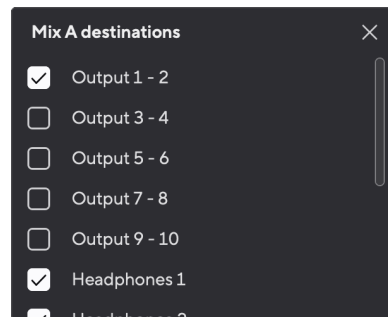 Mix A destinations
Output 1 - 2
Output 3 - 4
Output 5 - 6
Output 7 - 8
Output 9 - 10
Headphones 1